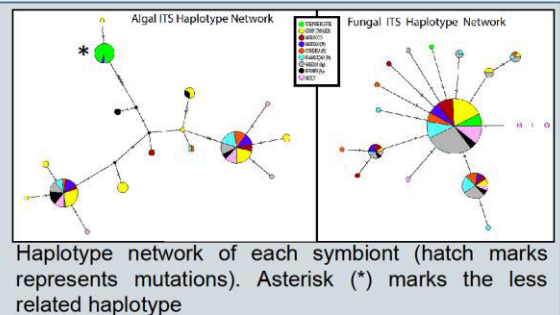 Algal ITS Haplotype Network
Fungal ITS Haplotype Network
*
Haplotype network of each symbiont (hatch marks
represents mutations). Asterisk (*) marks the less
related haplotype